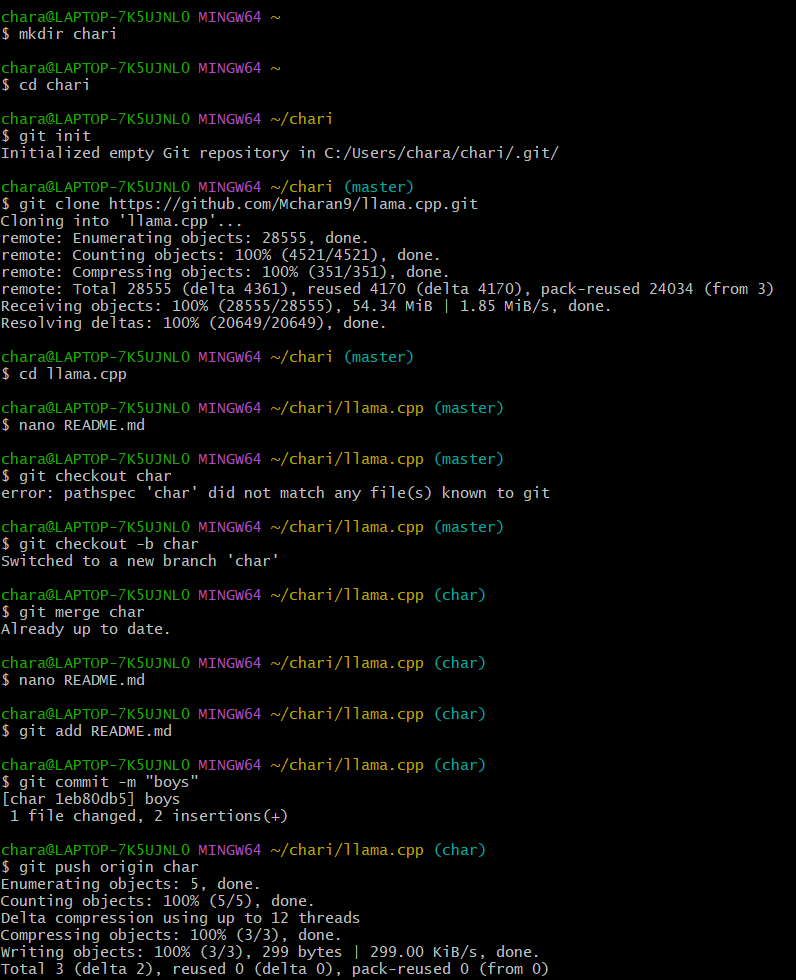 chara@LAPTOP-7K5UJNLO MINGW64 ~
$ mkdir chari
chara@LAPTOP-7K5UJNLO MINGW64 ~
$ cd chari
chara@LAPTOP-7K5UJNLO MINGW64 ~/chari
$ git init
Initialized empty Git repository in C:/Users/chara/chari/.git/
chara@LAPTOP-7K5UJNLO MINGW64 ~/chari (master)
$ git clone https://github.com/Mcharan9/llama.cpp.git
Cloning into 'llama.cpp'...
remote: Enumerating objects: 28555, done.
remote: Counting objects: 100% (4521/4521), done.
remote: Compressing objects: 100% (351/351), done.
remote: Total 28555 (delta 4361), reused 4170 (delta 4170), pack-reused 24034 (from 3)
Receiving objects: 100% (28555/28555), 54.34 MiB | 1.85 MiB/s, done.
Resolving deltas: 100% (20649/20649), done.
chara@LAPTOP-7K5UJNLO MINGW64 ~/chari (master)
$ cd llama.cpp
chara@LAPTOP-7K5UJNLO MINGW64 ~/chari/llama.cpp (master)
$ nano README.md
chara@LAPTOP-7K5UJNLO MINGW64 ~/chari/llama.cpp (master)
$ git checkout char
error: pathspec 'char' did not match any file(s) known to git
chara@LAPTOP-7K5UJNLO MINGW64 ~/chari/llama.cpp (master)
$ git checkout -b char
Switched to a new branch 'char'
chara@LAPTOP-7K5UJNLO MINGW64 ~/chari/llama.cpp (char)
$ git merge char
Already up to date.
chara@LAPTOP-7K5UJNLO MINGW64 ~/chari/llama.cpp (char)
$ nano README.md
chara@LAPTOP-7K5UJNLO MINGW64 ~/chari/llama.cpp (char)
$ git add README.md
chara@LAPTOP-7K5UJNLO MINGW64 ~/chari/llama.cpp (char)
$ git commit -m "boys"
[char 1eb80db5] boys
 1 file changed, 2 insertions(+)
chara@LAPTOP-7K5UJNLO MINGW64 ~/chari/llama.cpp (char)
$ git push origin char
Enumerating objects: 5, done.
Counting objects: 100% (5/5), done.
Delta compression using up to 12 threads
Compressing objects: 100% (3/3), done.
Writing objects: 100% (3/3), 299 bytes | 299.00 KiB/s, done.
Total 3 (delta 2), reused 0 (delta 0), pack-reused 0 (from 0)